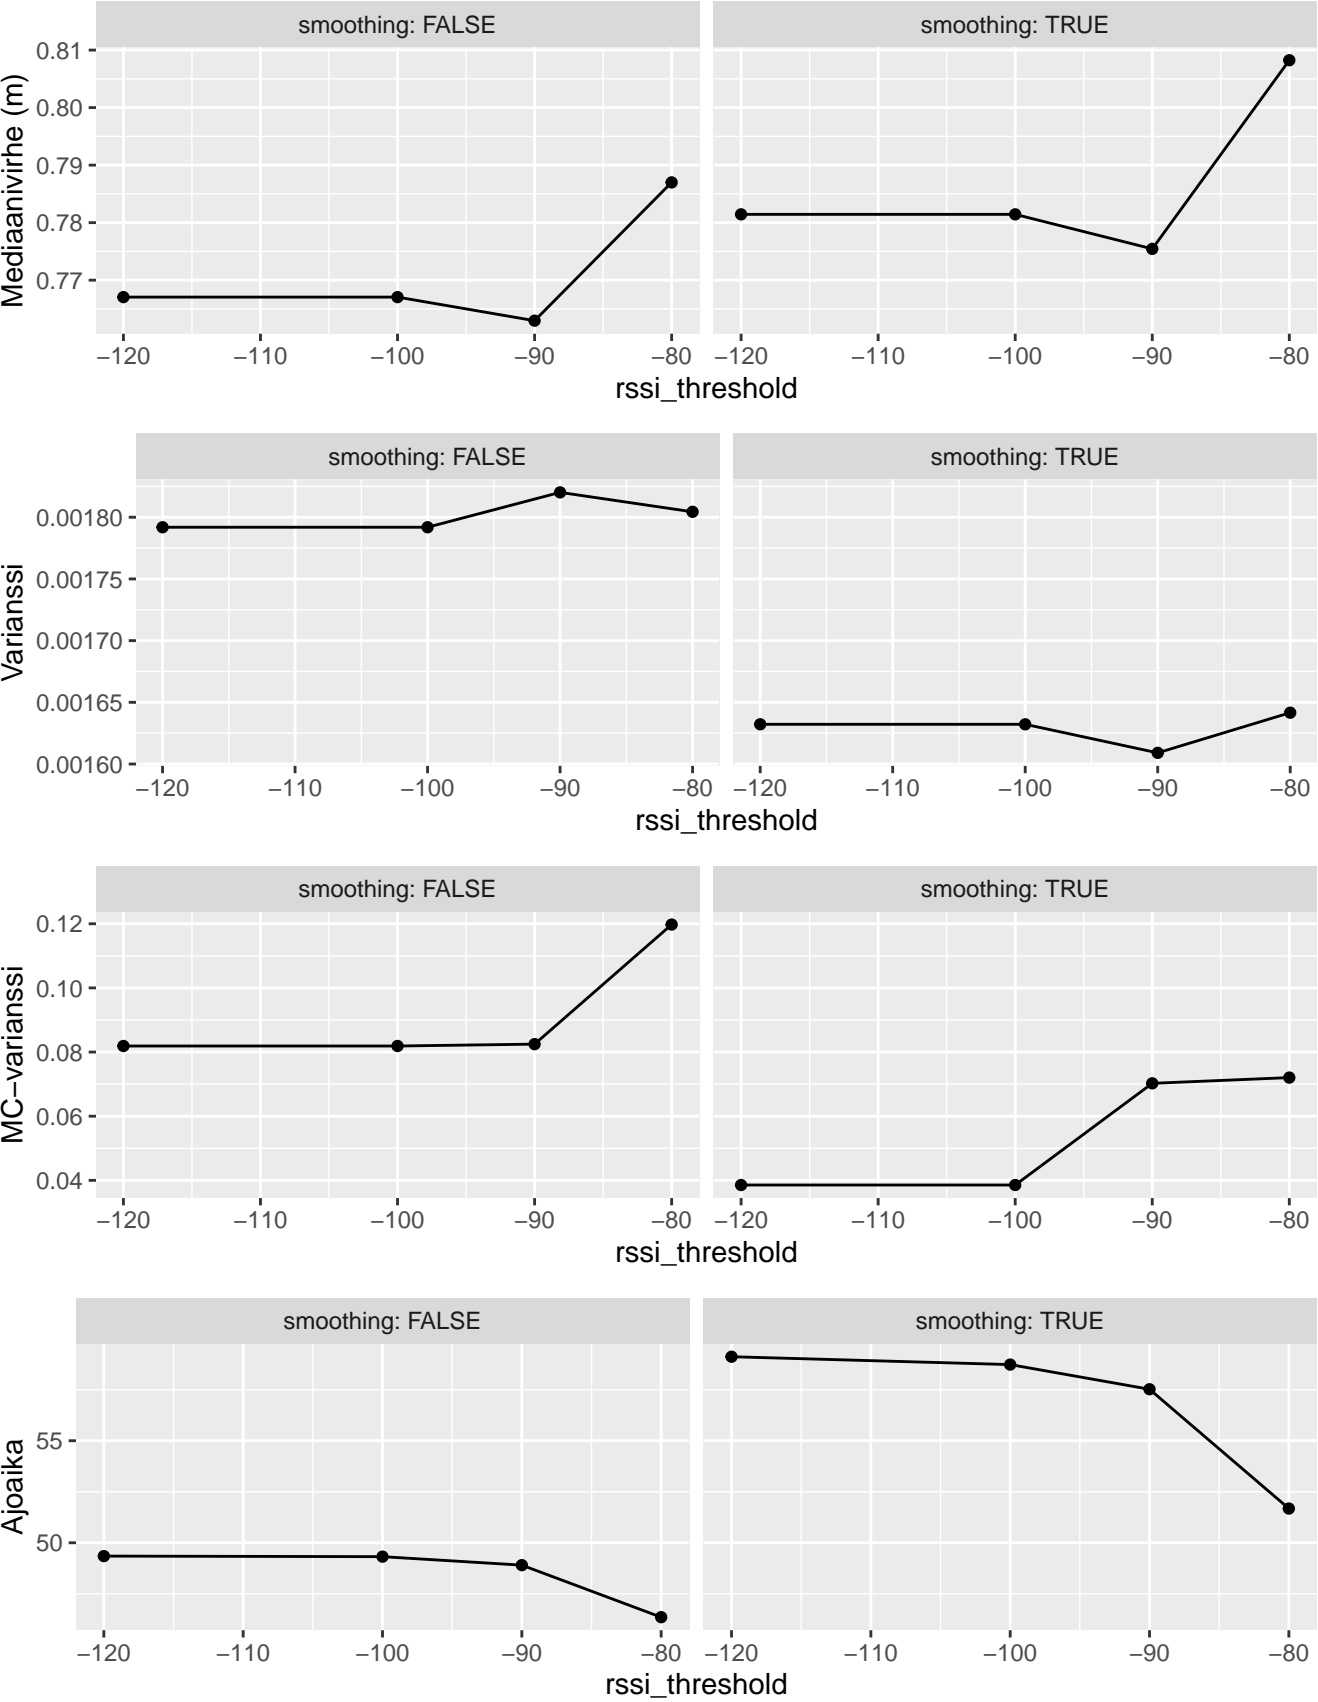 smoothing: FALSE smoothing: TRUE
0.81
0.80
0.79
0.78
0.77
Mediaanivirhe (m)
−120 −110 −100 −90 −80 −120 −110 −100 −90 −80
rssi_threshold
smoothing: FALSE smoothing: TRUE
0.00180
0.00175
0.00170
0.00165
0.00160
Varianssi
−120 −110 −100 −90 −80 −120 −110 −100 −90 −80
rssi_threshold
smoothing: FALSE smoothing: TRUE
0.12
0.10
0.08
0.06
0.04
MC−varianssi
−120 −110 −100 −90 −80 −120 −110 −100 −90 −80
rssi_threshold
smoothing: FALSE smoothing: TRUE
55
50
Ajoaika
−120 −110 −100 −90 −80 −120 −110 −100 −90 −80
rssi_threshold